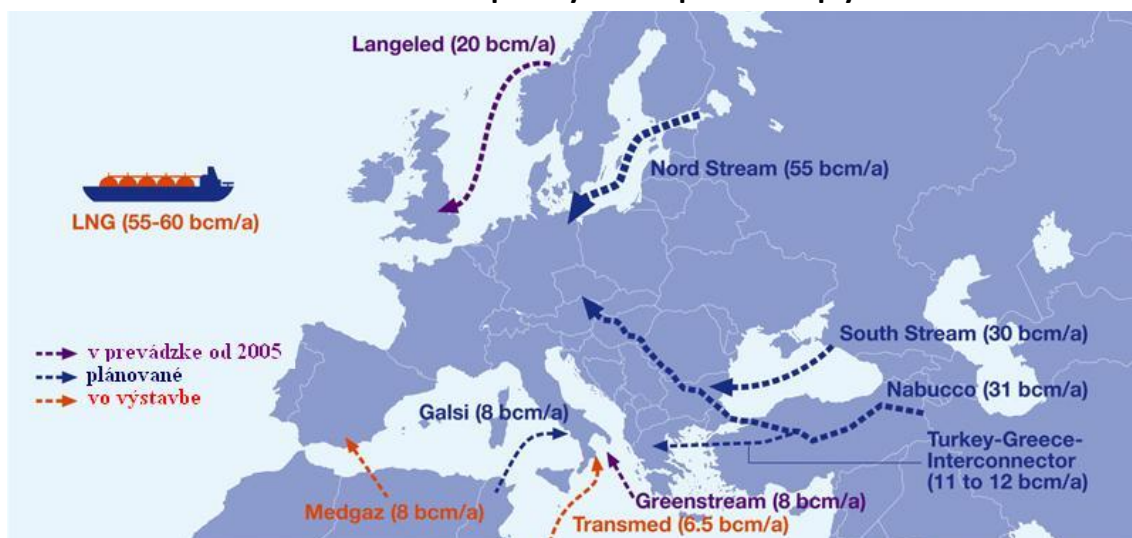 Langeled (20 bcm/a)
Nord Stream (55 bcm/a)
LNG (55-60 bcm/a)
South Stream (30 bcm/a)
v prevádzke od 2005
plánované
vo výstavbe
Nabucco (31 bcm/a)
Galsi (8 bcm/a)
Turkey-Greece-
Interconnector
(11 to 12 bcm/a)
Medgaz (8 bcm/a)
Greenstream (8 bcm/a)
Transmed (6.5 bcm/a)